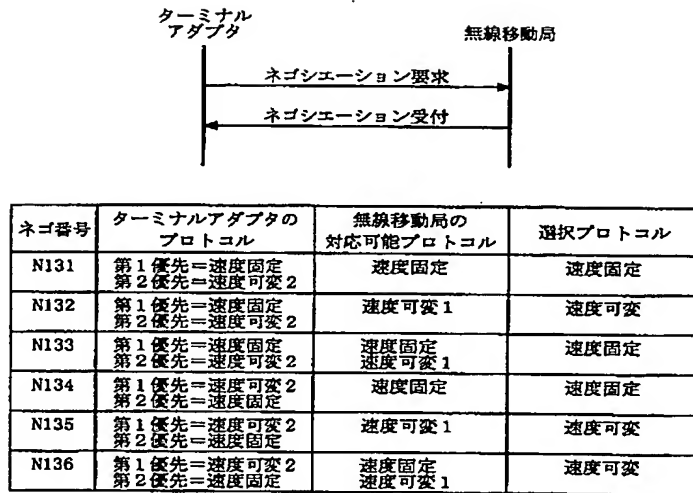 ターミナル
アダプタ
無線移動局
ネゴシエーション要求
ネゴシエーション受付
ネゴ番号
ターミナルアダプタの
プロトコル
無線移動局の
対応可能プロトコル
選択プロトコル
N131
第1優先=速度固定
第2優先=速度可変2
速度固定
速度固定
N132
第1優先=速度固定
第2優先=速度可変2
速度可変1
速度可変
N133
第1優先=速度固定
第2優先=速度可変2
速度固定
速度可変1
速度固定
N134
第1優先=速度可変2
第2優先=速度固定
速度固定
速度固定
N135
第1優先=速度可変2
第2優先=速度固定
速度可変1
速度可変
N136
第1優先=速度可変2
第2優先=速度固定
速度固定
速度可変1
速度可変